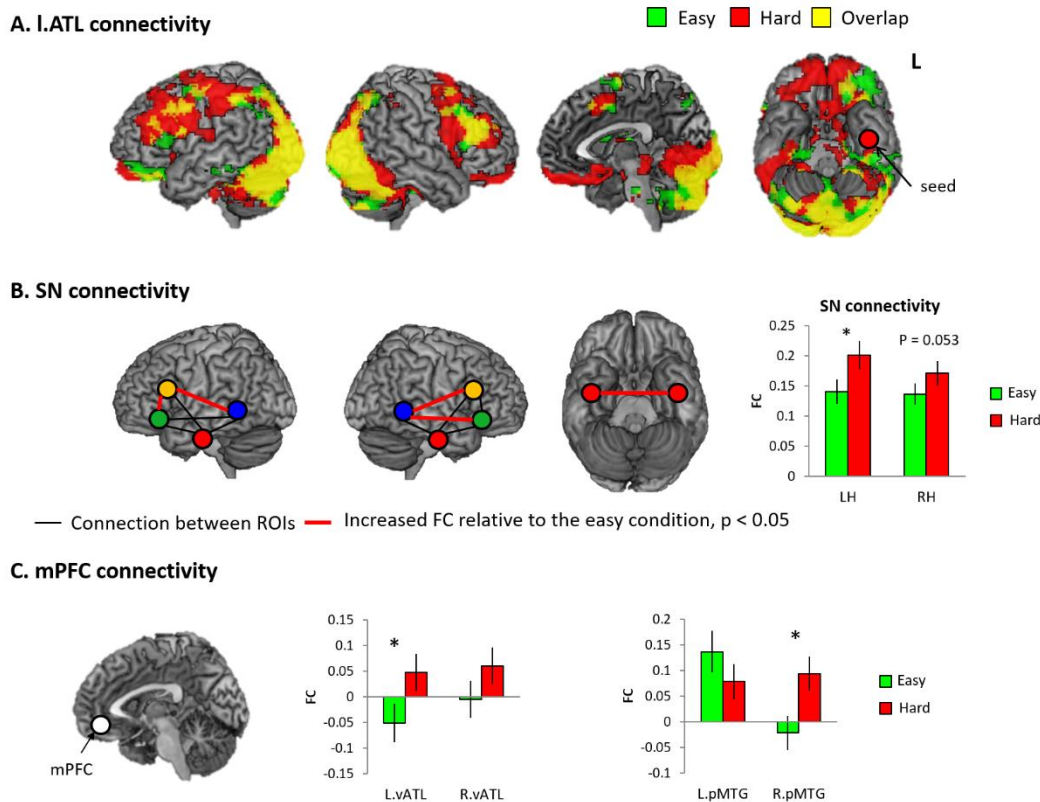 A. l.ATL connectivity
Easy Hard Overlap
L
seed
B. SN connectivity
SN connectivity
0.25
0.2
0.15
0.1
0.05
0
FC
*
P = 0.053
LH RH
Easy
Hard
Connection between ROIs
Increased FC relative to the easy condition, p < 0.05
C. mPFC connectivity
mPFC
0.1
0.05
0
-0.05
-0.1
-0.15
FC
*
L.vATL R.vATL
0.2
0.15
0.1
0.05
0
-0.05
-0.1
FC
*
L.pMTG R.pMTG
Easy
Hard